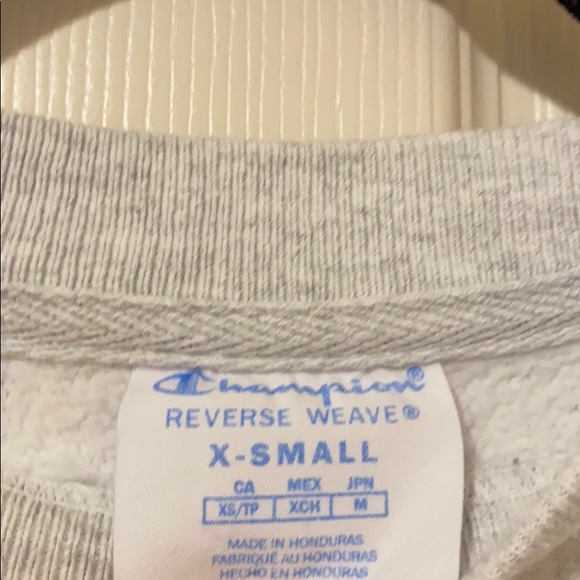 Champion®
REVERSE WEAVE®
X-SMALL
CA MEX JPN
XS/TP XCH M
MADE IN HONDURAS
FABRIQUÉ AU HONDURAS
HECHO EN HONDURAS